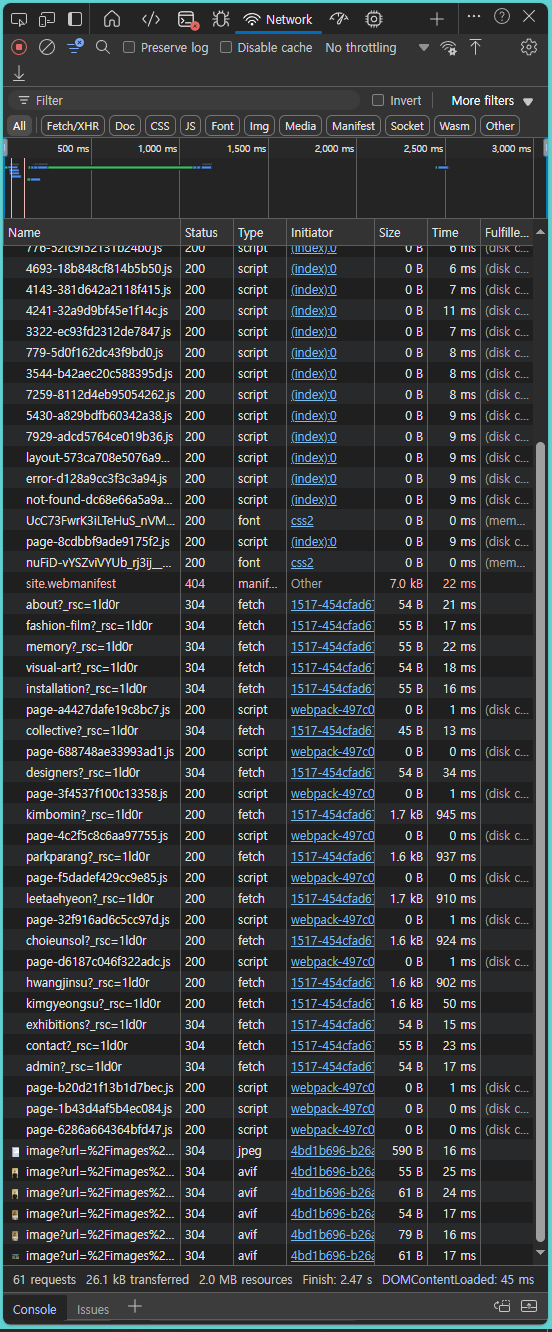 Network
Preserve log Disable cache No throttling
Filter Invert More filters
All Fetch/XHR Doc CSS JS Font Img Media Manifest Socket Wasm Other
500 ms 1,000 ms 1,500 ms 2,000 ms 2,500 ms 3,000 ms
Name Status Type Initiator Size Time Fulfille...
776-52fc9f52131b24b0.js 200 script (index):0 0 B 6 ms (disk c...
4693-18b848cf814b5b50.js 200 script (index):0 0 B 6 ms (disk c...
4143-381d642a2118f415.js 200 script (index):0 0 B 7 ms (disk c...
4241-32a9d9bf45e1f14c.js 200 script (index):0 0 B 11 ms (disk c...
3322-ec93fd2312de7847.js 200 script (index):0 0 B 7 ms (disk c...
779-5d0f162dc43f9bd0.js 200 script (index):0 0 B 8 ms (disk c...
3544-b42aec20c588395d.js 200 script (index):0 0 B 8 ms (disk c...
7259-8112d4eb95054262.js 200 script (index):0 0 B 8 ms (disk c...
5430-a829bdfb60342a38.js 200 script (index):0 0 B 9 ms (disk c...
7929-adcd5764ce019b36.js 200 script (index):0 0 B 9 ms (disk c...
layout-573ca708e5076a9... 200 script (index):0 0 B 9 ms (disk c...
error-d128a9cc3f3c3a94.js 200 script (index):0 0 B 9 ms (disk c...
not-found-dc68e66a5a9a... 200 script (index):0 0 B 9 ms (disk c...
UcC73FwrK3iLTeHuS_nVM... 200 font css2 0 B 0 ms (mem...
page-8cdbbf9ade9175f2.js 200 script (index):0 0 B 9 ms (disk c...
nuFiD-vYSZviVYUb_rj3ij__... 200 font css2 0 B 0 ms (mem...
site.webmanifest 404 manif... Other 7.0 kB 22 ms
about?_rsc=1ld0r 304 fetch 1517-454cfad67 54 B 21 ms
fashion-film?_rsc=1ld0r 304 fetch 1517-454cfad67 55 B 17 ms
memory?_rsc=1ld0r 304 fetch 1517-454cfad67 55 B 22 ms
visual-art?_rsc=1ld0r 304 fetch 1517-454cfad67 54 B 18 ms
installation?_rsc=1ld0r 304 fetch 1517-454cfad67 55 B 16 ms
page-a4427dafe19c8bc7.js 200 script webpack-497c0 0 B 1 ms (disk c...
collective?_rsc=1ld0r 304 fetch 1517-454cfad67 45 B 13 ms
page-688748ae33993ad1.js 200 script webpack-497c0 0 B 0 ms (disk c...
designers?_rsc=1ld0r 304 fetch 1517-454cfad67 54 B 34 ms
page-3f4537f100c13358.js 200 script webpack-497c0 0 B 1 ms (disk c...
kimbomin?_rsc=1ld0r 200 fetch 1517-454cfad67 1.7 kB 945 ms
page-4c2f5c8c6aa97755.js 200 script webpack-497c0 0 B 0 ms (disk c...
parkparang?_rsc=1ld0r 200 fetch 1517-454cfad67 1.6 kB 937 ms
page-f5dadef429cc9e85.js 200 script webpack-497c0 0 B 0 ms (disk c...
leetaehyeon?_rsc=1ld0r 200 fetch 1517-454cfad67 1.7 kB 910 ms
page-32f916ad6c5cc97d.js 200 script webpack-497c0 0 B 1 ms (disk c...
choieunsol?_rsc=1ld0r 200 fetch 1517-454cfad67 1.6 kB 924 ms
page-d6187c046f322adc.js 200 script webpack-497c0 0 B 1 ms (disk c...
hwangjinsu?_rsc=1ld0r 200 fetch 1517-454cfad67 1.6 kB 902 ms
kimgyeongsu?_rsc=1ld0r 200 fetch 1517-454cfad67 1.6 kB 50 ms
exhibitions?_rsc=1ld0r 304 fetch 1517-454cfad67 54 B 15 ms
contact?_rsc=1ld0r 304 fetch 1517-454cfad67 55 B 23 ms
admin?_rsc=1ld0r 304 fetch 1517-454cfad67 54 B 17 ms
page-b20d21f13b1d7bec.js 200 script webpack-497c0 0 B 1 ms (disk c...
page-1b43d4af5b4ec084.js 200 script webpack-497c0 0 B 0 ms (disk c...
page-6286a664364bfd47.js 200 script webpack-497c0 0 B 0 ms (disk c...
image?url=%2Fimages%2... 304 jpeg 4bd1b696-b26a 590 B 16 ms
image?url=%2Fimages%2... 304 avif 4bd1b696-b26a 55 B 25 ms
image?url=%2Fimages%2... 304 avif 4bd1b696-b26a 61 B 24 ms
image?url=%2Fimages%2... 304 avif 4bd1b696-b26a 54 B 17 ms
image?url=%2Fimages%2... 304 avif 4bd1b696-b26a 79 B 16 ms
image?url=%2Fimages%2... 304 avif 4bd1b696-b26a 61 B 17 ms
61 requests 26.1 kB transferred 2.0 MB resources Finish: 2.47 s DOMContentLoaded: 45 ms
Console Issues